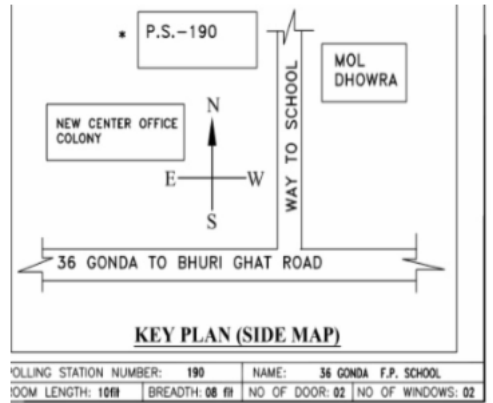 * P.S.-190
MOL
DHOWRA
WAY TO SCHOOL
NEW CENTER OFFICE
COLONY
N
E W
S
36 GONDA TO BHURI GHAT ROAD
KEY PLAN (SIDE MAP)
POLLING STATION NUMBER: 190 NAME: 36 GONDA F.P. SCHOOL
ROOM LENGTH: 10fit BREADTH: 08 fit NO OF DOOR: 02 NO OF WINDOWS: 02